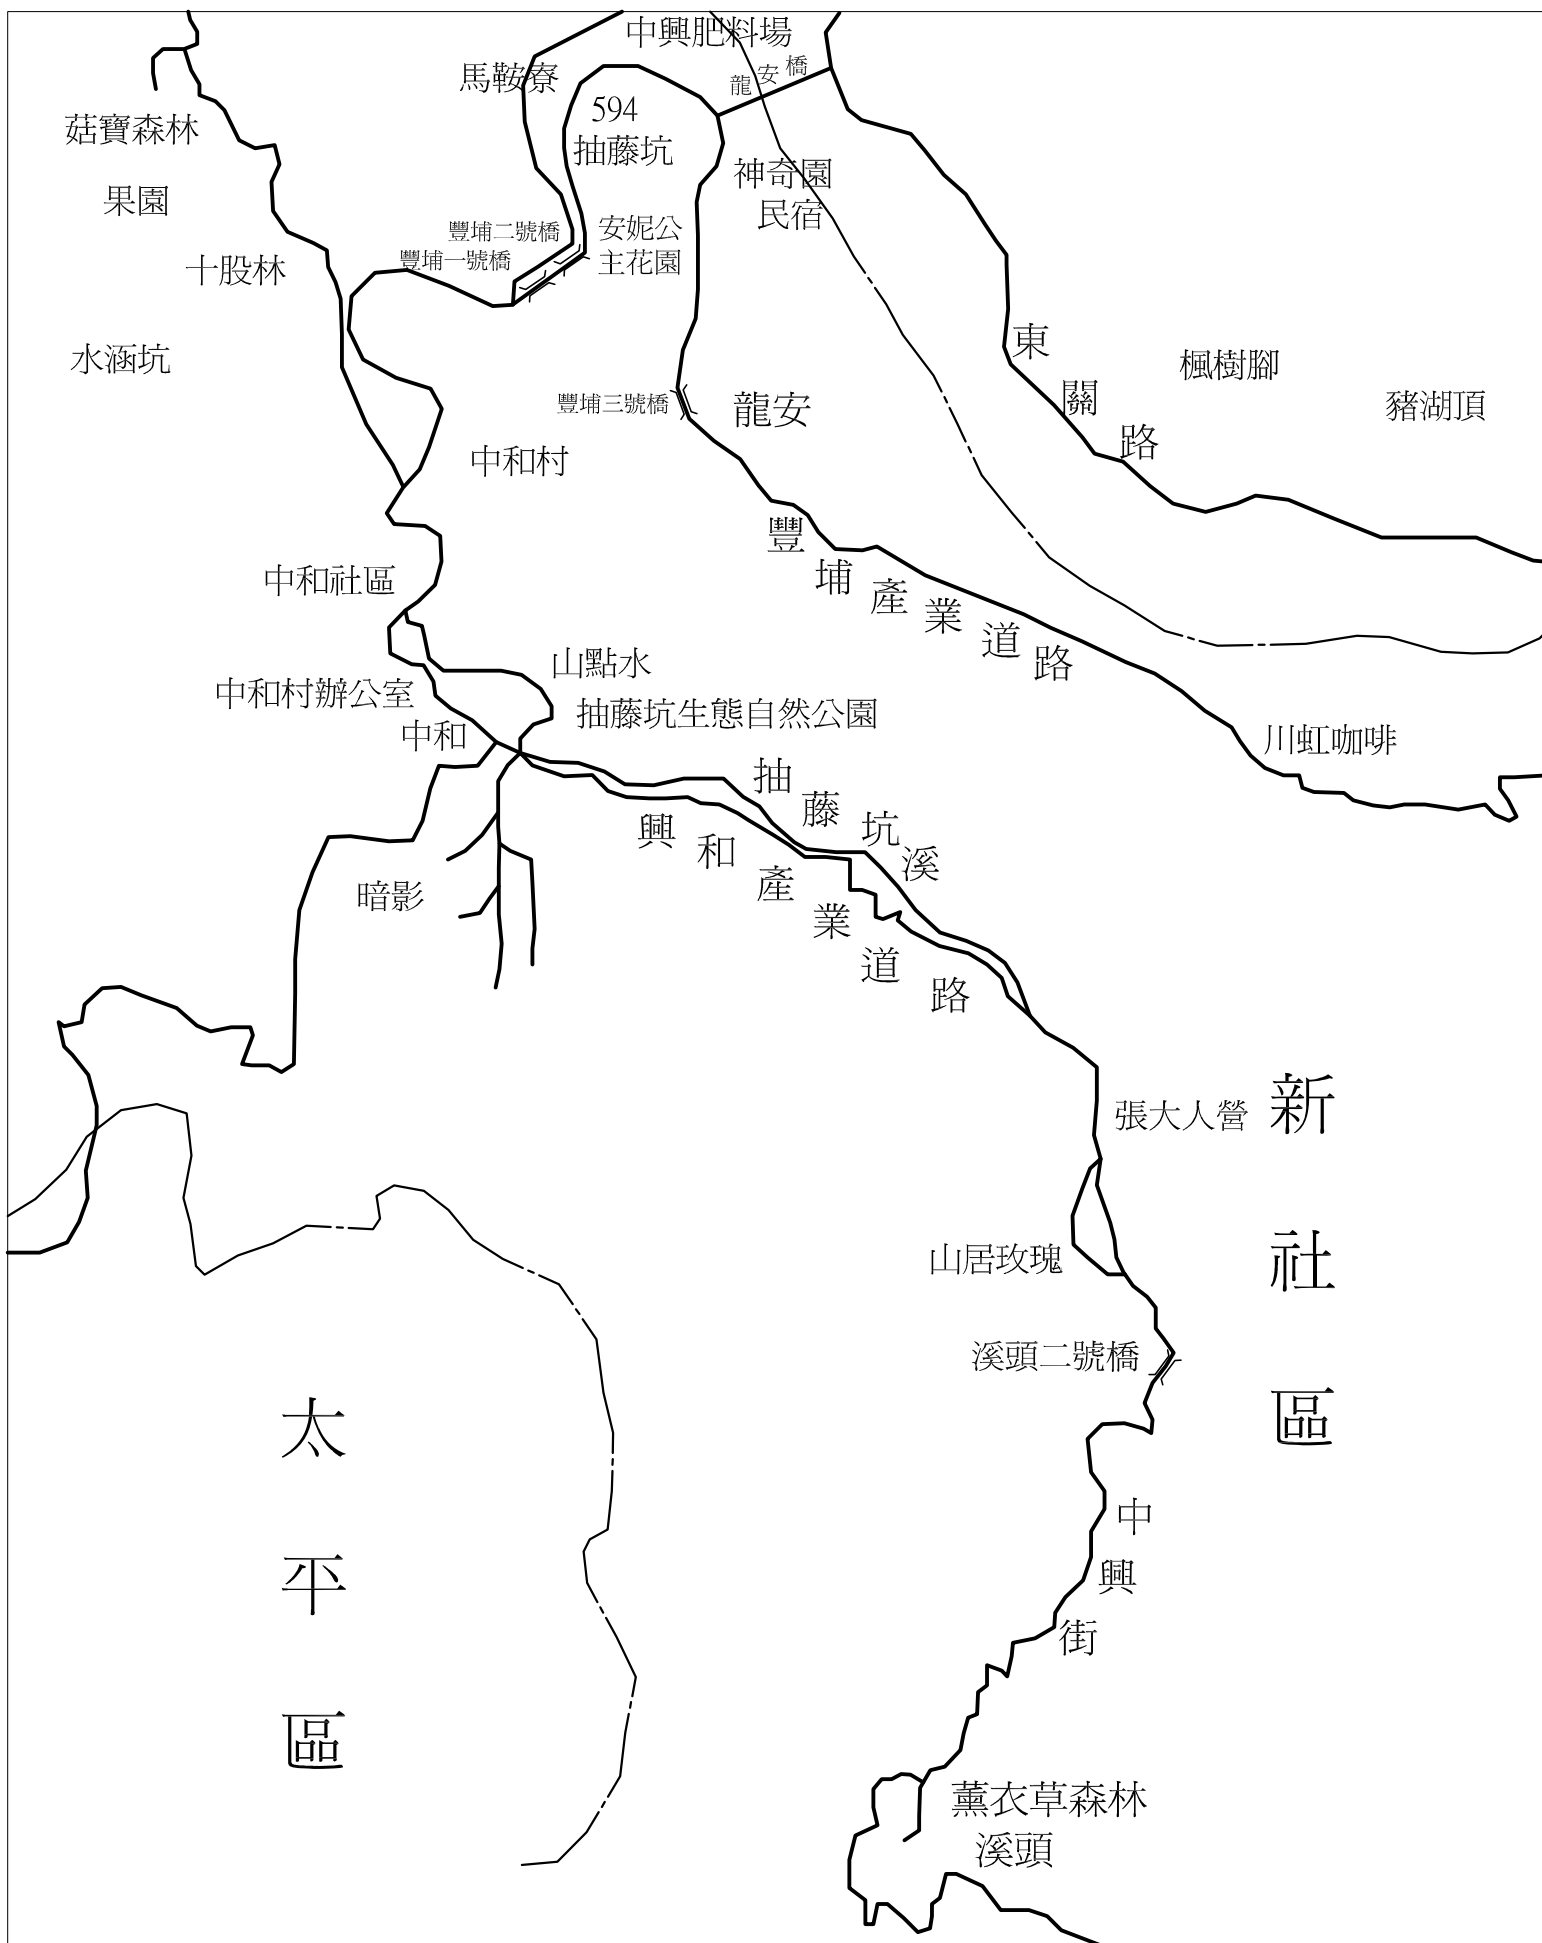 中興肥料場
馬鞍寮
龍安橋
594
抽藤坑
菇寶森林
果園
神奇園
民宿
豐埔二號橋
豐埔一號橋
安妮公
主花園
十股林
水涵坑
東關路
楓樹腳
豬湖頂
豐埔三號橋
龍安
中和村
豐埔產業道路
中和社區
山點水
中和村辦公室
抽藤坑生態自然公園
中和
川虹咖啡
抽藤坑溪
興和產業道路
暗影
張大人營
新社區
山居玫瑰
溪頭二號橋
太平區
中興街
薰衣草森林
溪頭